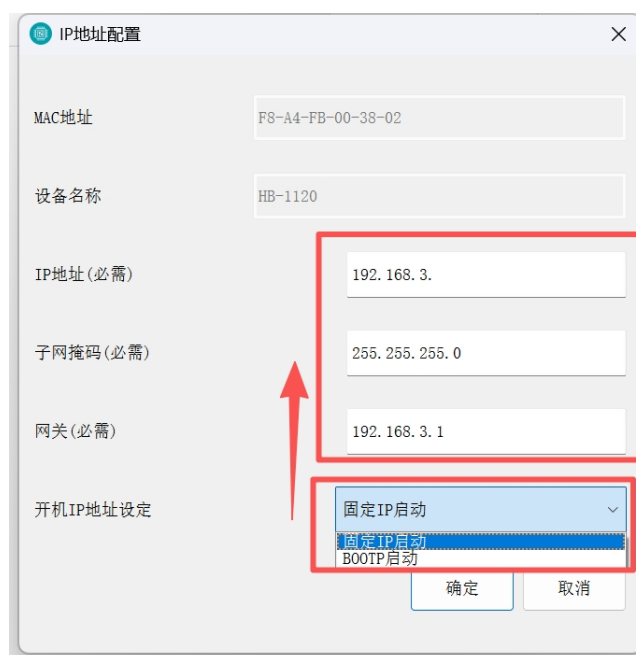 IP地址配置
MAC地址
F8-A4-FB-00-38-02
设备名称
HB-1120
IP地址(必需)
192.168.3.
子网掩码(必需)
255.255.255.0
网关(必需)
192.168.3.1
开机IP地址设定
固定IP启动
固定IP启动
BOOTP启动
确定
取消